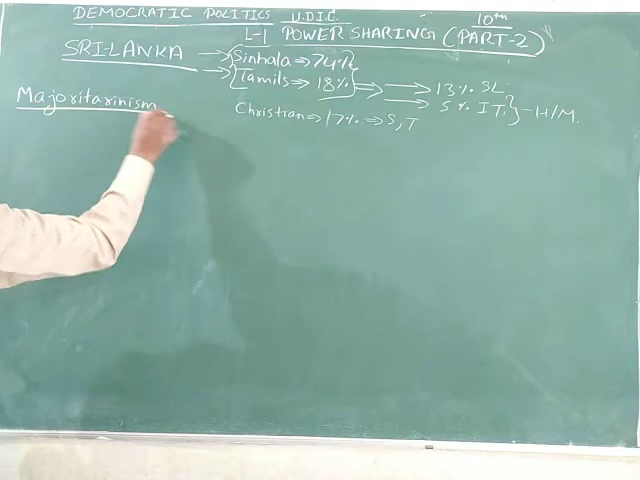 DEMOCRATIC POLITICS U.D.I.C. 10th
L-1 POWER SHARING (PART-2)
SRI-LANKA → Sinhala ⇒ 74%
→ Tamils ⇒ 18% ⇒ → 13% SL.
→ 5% I T. } - H/M.
Majoritarinism
Christian ⇒ 7% ⇒ S, T